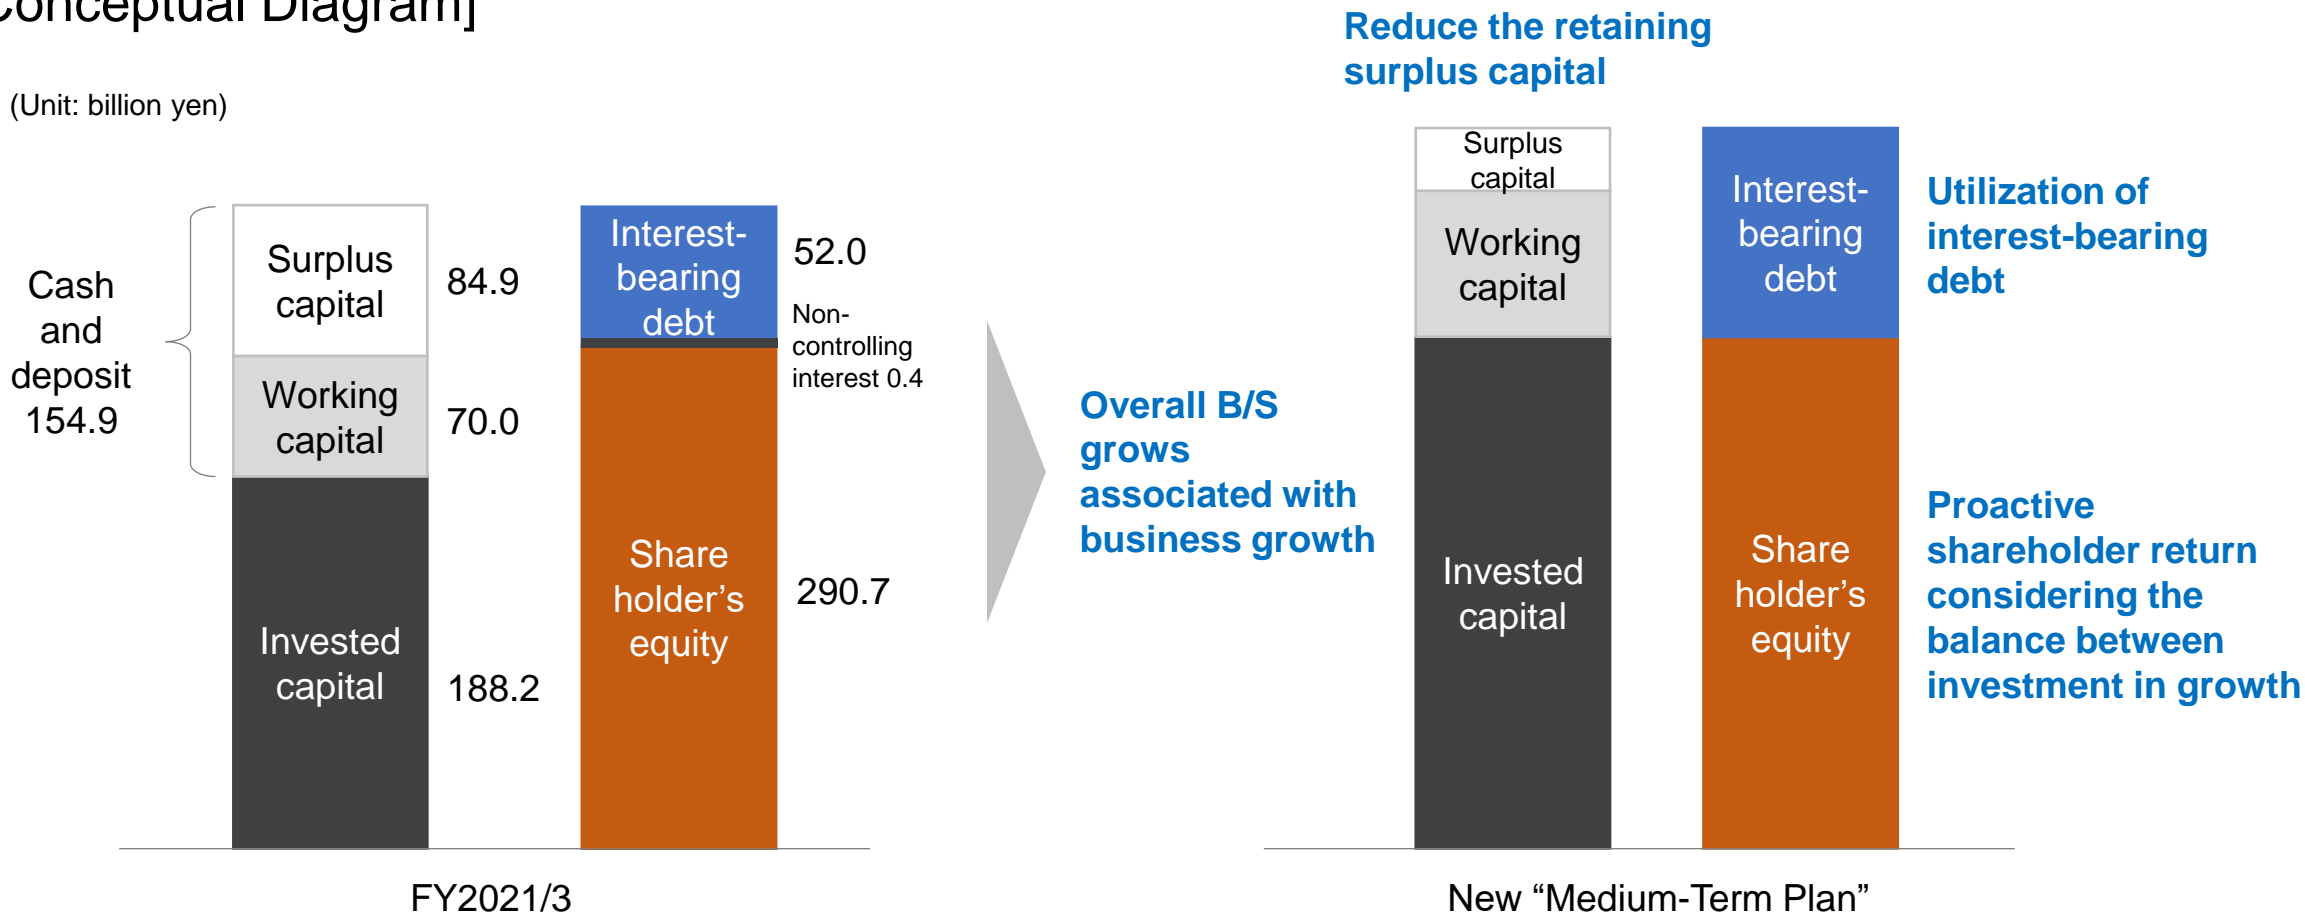 Conceptual Diagram]
(Unit: billion yen)
Cash
and
deposit
154.9
Surplus
capital
84.9
Working
capital
70.0
Invested
capital
188.2
Interest-
bearing
debt
52.0
Non-
controlling
interest 0.4
Share
holder’s
equity
290.7
FY2021/3
Overall B/S
grows
associated with
business growth
Reduce the retaining
surplus capital
Surplus
capital
Working
capital
Invested
capital
Interest-
bearing
debt
Share
holder’s
equity
Utilization of
interest-bearing
debt
Proactive
shareholder return
considering the
balance between
investment in growth
New “Medium-Term Plan”